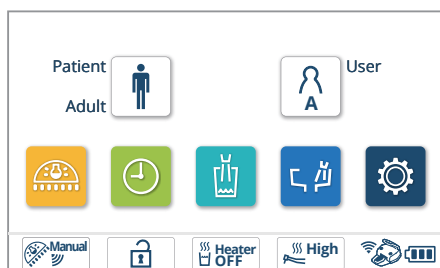 Patient
User
Adult
A
Manual
Heater
OFF
High